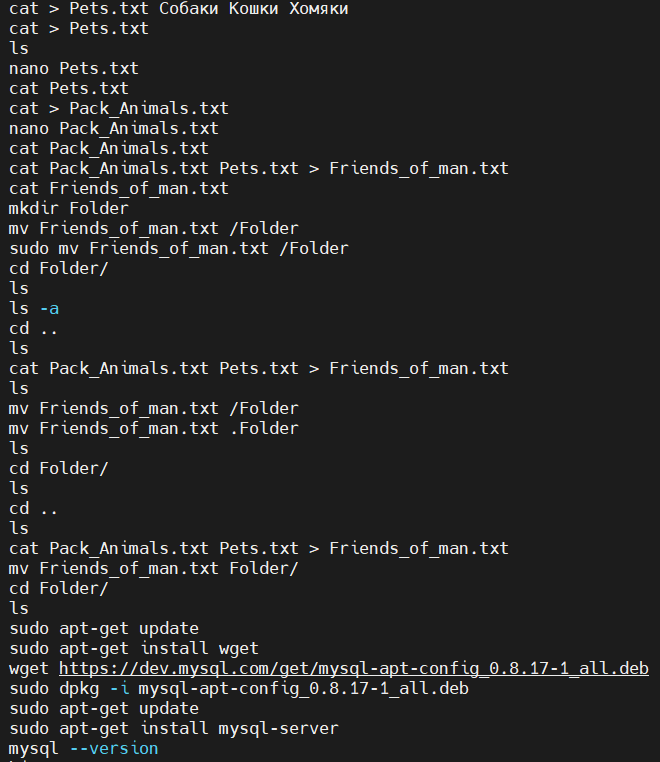 cat > Pets.txt Собаки Кошки Хомяки
cat > Pets.txt
ls
nano Pets.txt
cat Pets.txt
cat > Pack_Animals.txt
nano Pack_Animals.txt
cat Pack_Animals.txt
cat Pack_Animals.txt Pets.txt > Friends_of_man.txt
cat Friends_of_man.txt
mkdir Folder
mv Friends_of_man.txt /Folder
sudo mv Friends_of_man.txt /Folder
cd Folder/
ls
ls -a
cd ..
ls
cat Pack_Animals.txt Pets.txt > Friends_of_man.txt
ls
mv Friends_of_man.txt /Folder
mv Friends_of_man.txt .Folder
ls
cd Folder/
ls
cd ..
ls
cat Pack_Animals.txt Pets.txt > Friends_of_man.txt
mv Friends_of_man.txt Folder/
cd Folder/
ls
sudo apt-get update
sudo apt-get install wget
wget https://dev.mysql.com/get/mysql-apt-config_0.8.17-1_all.deb
sudo dpkg -i mysql-apt-config_0.8.17-1_all.deb
sudo apt-get update
sudo apt-get install mysql-server
mysql --version